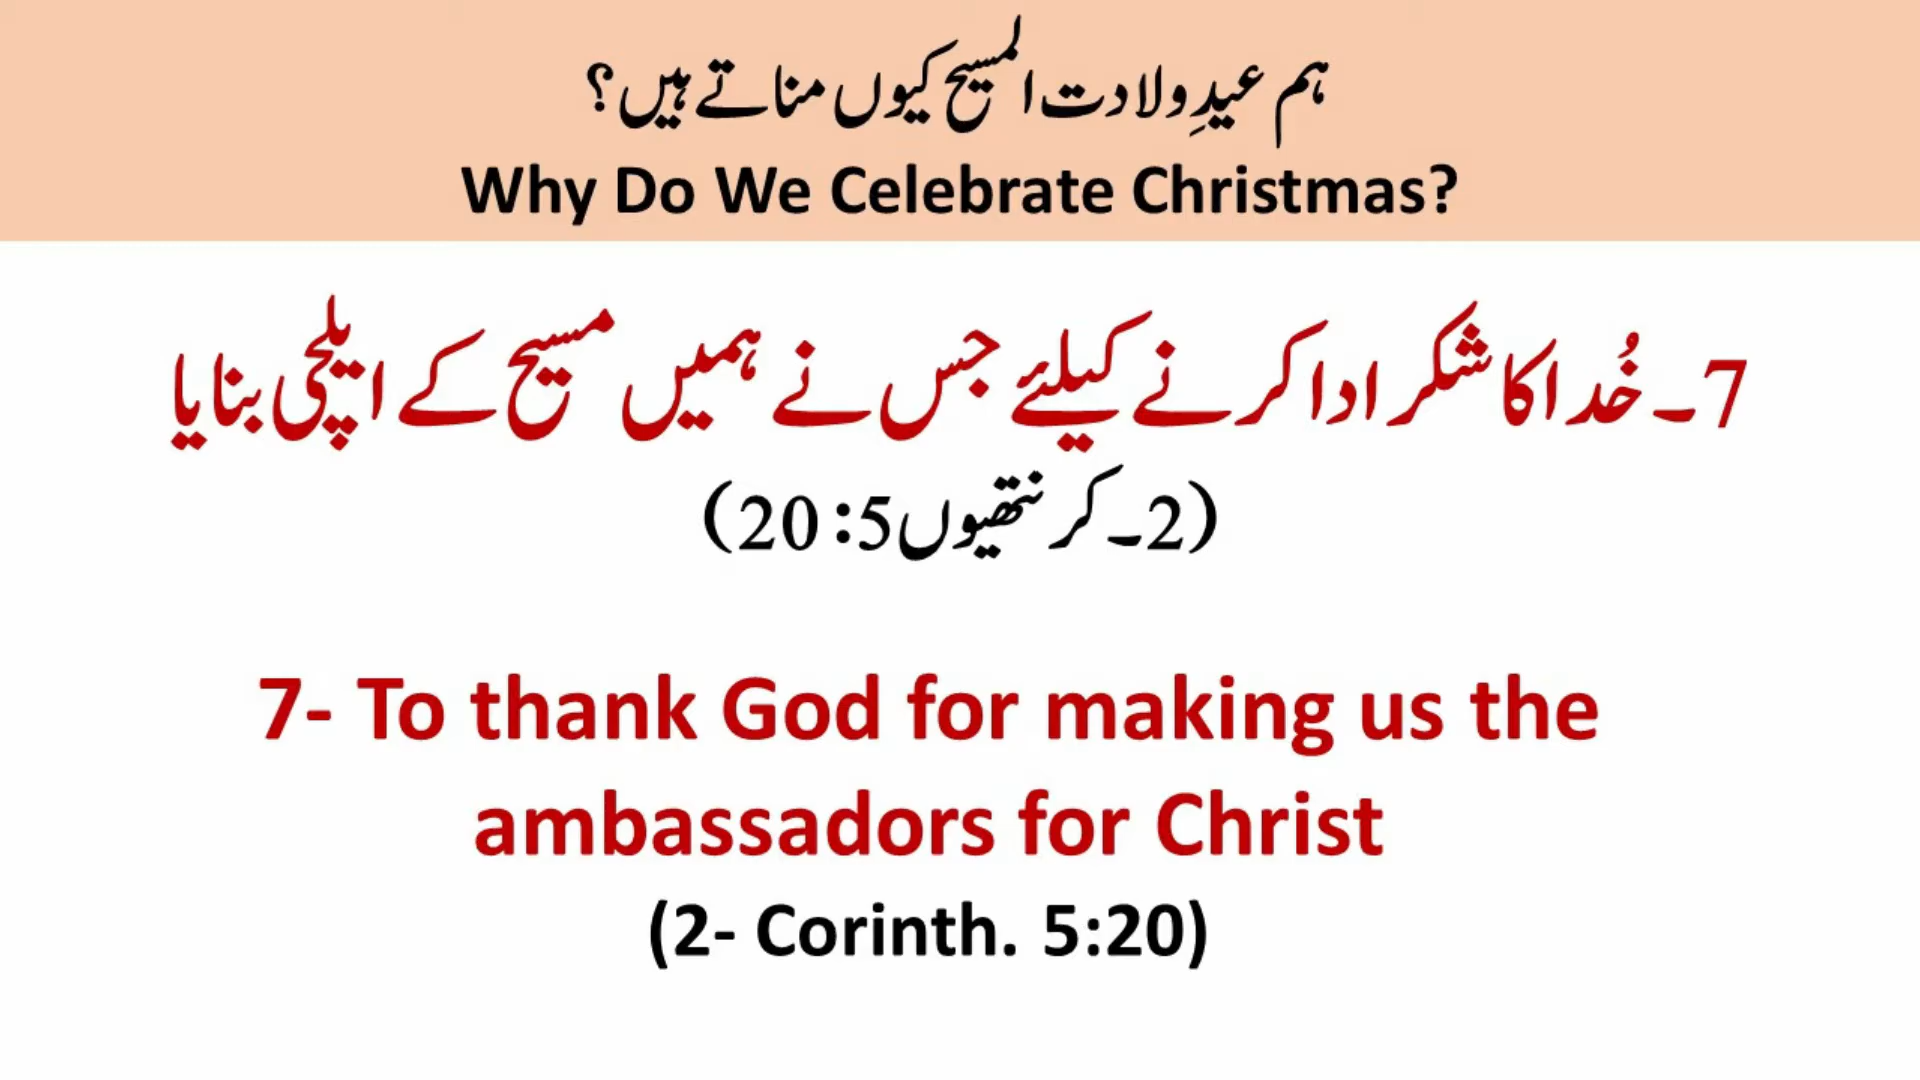 ہم عیدِ ولادت المسیح کیوں مناتے ہیں؟
Why Do We Celebrate Christmas?
7۔ خُدا کا شکر ادا کرنے کیلئے جس نے ہمیں مسیح کے ایلچی بنایا
(2۔ کرنتھیوں 5:20)
7- To thank God for making us the
ambassadors for Christ
(2- Corinth. 5:20)